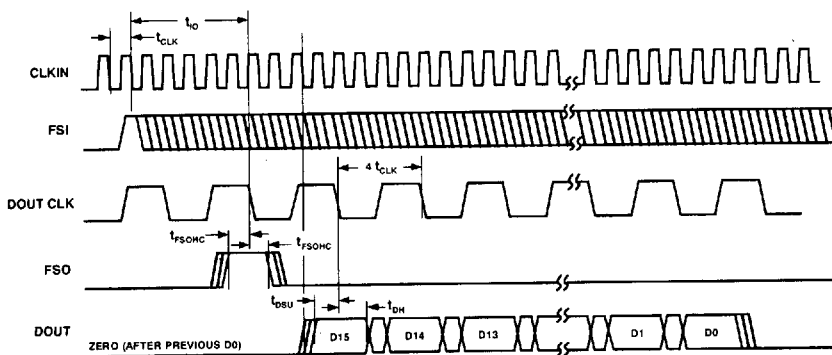 tIO
tCLK
CLKIN
FSI
4 tCLK
DOUT CLK
tFSOHC
tFSOHC
FSO
tDSU
tDH
DOUT
ZERO (AFTER PREVIOUS D0)
D15
D14
D13
D1
D0